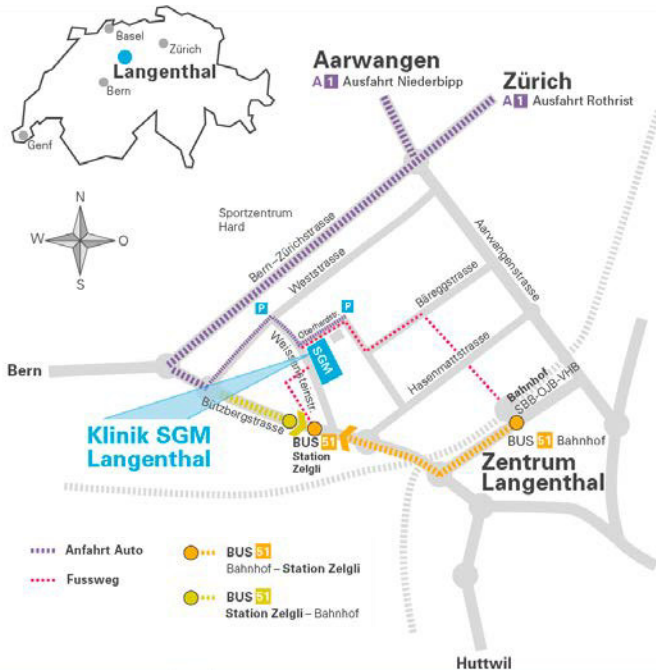 Basel
Zürich
Langenthal
Bern
Genf
Aarwangen
A 1 Ausfahrt Niederbipp
Zürich
A 1 Ausfahrt Rothrist
N
W
O
S
Sportzentrum
Hard
Bern–Zürichstrasse
Weststrasse
Aarwangenstrasse
P
P
Oberhardstr.
Bäreggstrasse
Weissensteinstr.
SGM
Hasenmattstrasse
Bern
Bützbergstrasse
Bahnhof
SBB-OJB-VHB
Klinik SGM
Langenthal
BUS 51
Station
Zelgli
BUS 51 Bahnhof
Zentrum
Langenthal
Anfahrt Auto
Fussweg
BUS 51
Bahnhof – Station Zelgli
BUS 51
Station Zelgli – Bahnhof
Huttwil